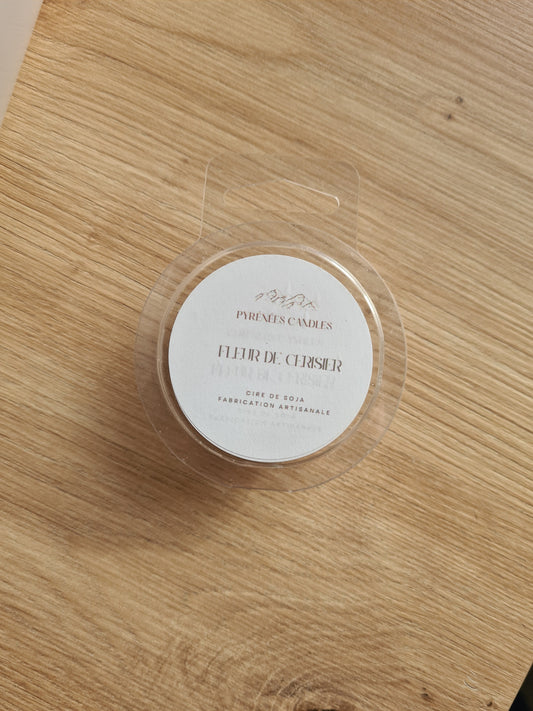 PYRÉNÉES CANDLES
FLEUR DE CERISIER
CIRE DE SOJA
FABRICATION ARTISANALE